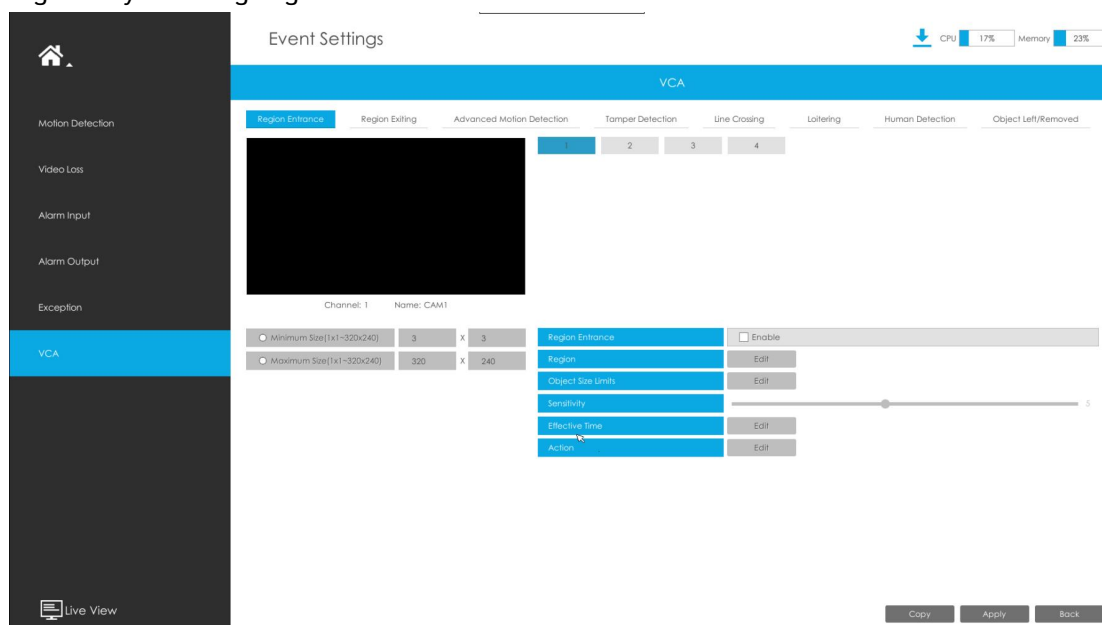 Event Settings
CPU 17% Memory 23%
VCA
Motion Detection
Video Loss
Alarm Input
Alarm Output
Exception
VCA
Live View
Region Entrance Region Exiting Advanced Motion Detection Tamper Detection Line Crossing Loitering Human Detection Object Left/Removed
1 2 3 4
Channel: 1 Name: CAM1
Minimum Size(1x1~320x240) 3 X 3
Maximum Size(1x1~320x240) 320 X 240
Region Entrance Enable
Region Edit
Object Size Limits Edit
Sensitivity 5
Effective Time Edit
Action Edit
Copy Apply Back